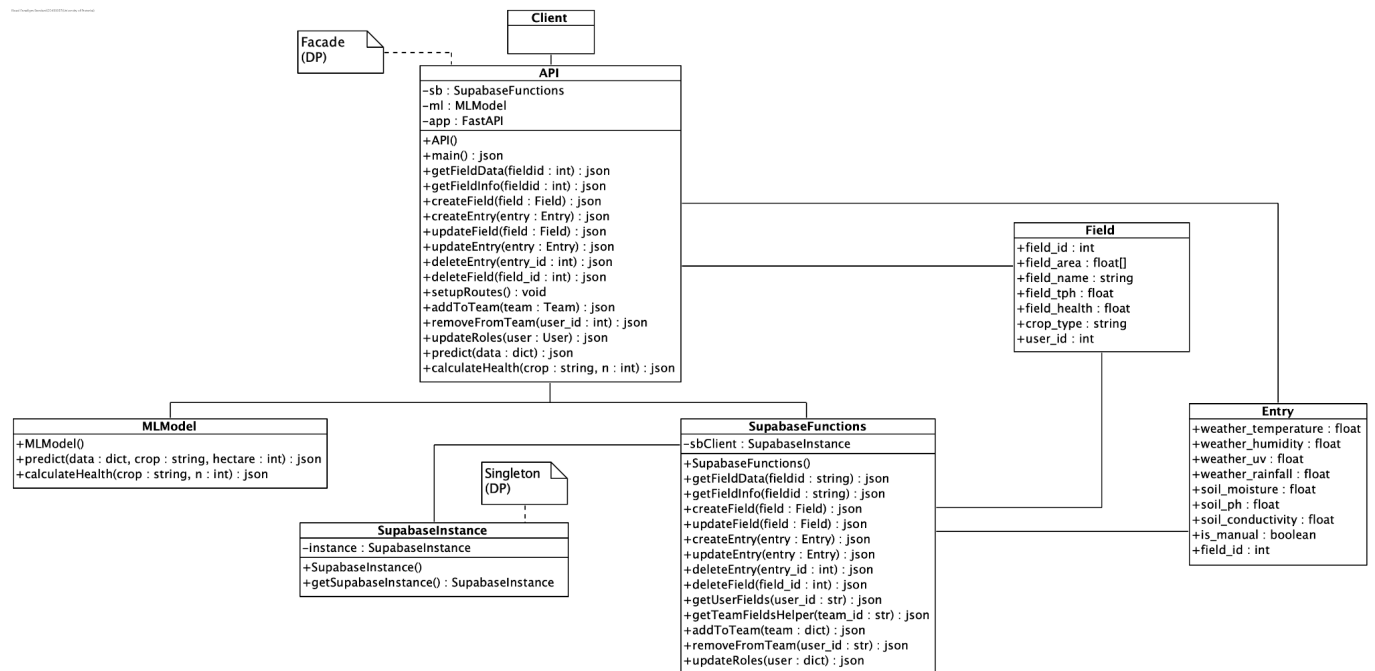 Client
Facade
(DP)
API
-sb : SupabaseFunctions
-ml : MLModel
-app : FastAPI
+API()
+main() : json
+getFieldData(fieldid : int) : json
+getFieldInfo(fieldid : int) : json
+createField(field : Field) : json
+createEntry(entry : Entry) : json
+updateField(field : Field) : json
+updateEntry(entry : Entry) : json
+deleteEntry(entry_id : int) : json
+deleteField(field_id : int) : json
+setupRoutes() : void
+addToTeam(team : Team) : json
+removeFromTeam(user_id : int) : json
+updateRoles(user : User) : json
+predict(data : dict) : json
+calculateHealth(crop : string, n : int) : json
Field
+field_id : int
+field_area : float[]
+field_name : string
+field_tph : float
+field_health : float
+crop_type : string
+user_id : int
MLModel
+MLModel()
+predict(data : dict, crop : string, hectare : int) : json
+calculateHealth(crop : string, n : int) : json
Singleton
(DP)
SupabaseInstance
-instance : SupabaseInstance
+SupabaseInstance()
+getSupabaseInstance() : SupabaseInstance
SupabaseFunctions
-sbClient : SupabaseInstance
+SupabaseFunctions()
+getFieldData(fieldid : string) : json
+getFieldInfo(fieldid : string) : json
+createField(field : Field) : json
+updateField(field : Field) : json
+createEntry(entry : Entry) : json
+updateEntry(entry : Entry) : json
+deleteEntry(entry_id : int) : json
+deleteField(field_id : int) : json
+getUserFields(user_id : str) : json
+getTeamFieldsHelper(team_id : str) : json
+addToTeam(team : dict) : json
+removeFromTeam(user_id : str) : json
+updateRoles(user : dict) : json
Entry
+weather_temperature : float
+weather_humidity : float
+weather_uv : float
+weather_rainfall : float
+soil_moisture : float
+soil_ph : float
+soil_conductivity : float
+is_manual : boolean
+field_id : int